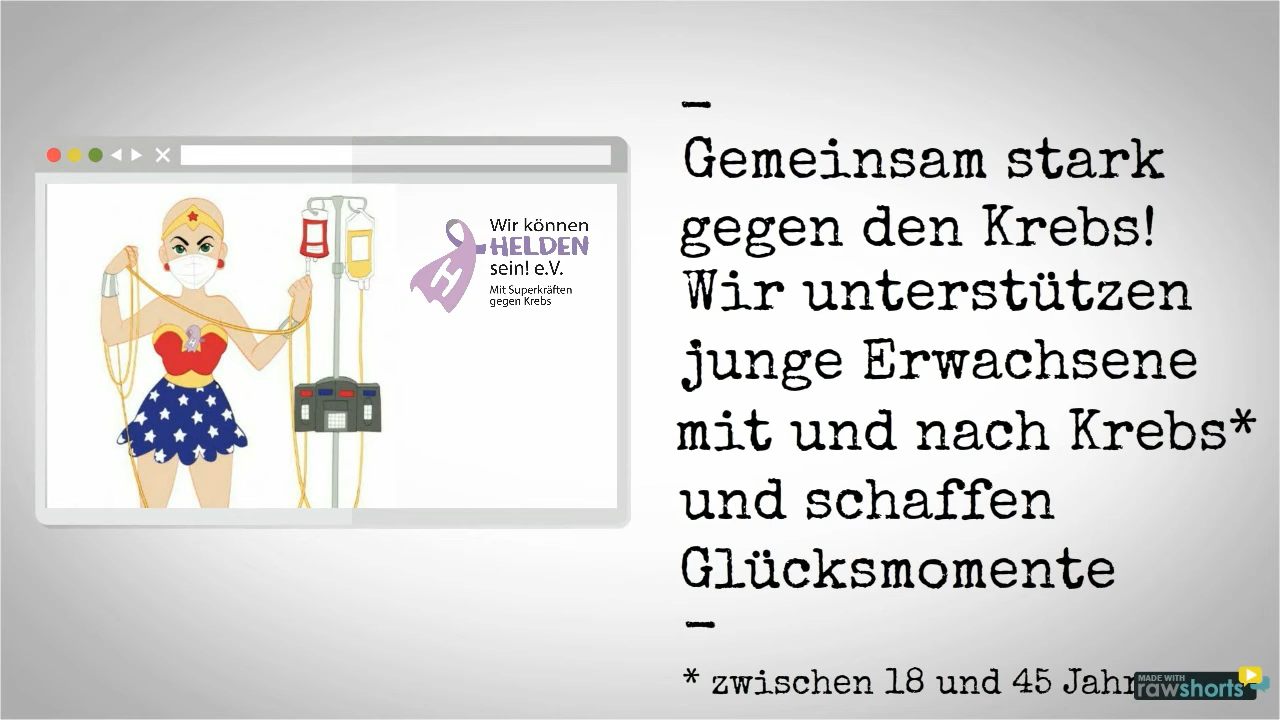 Wir können
HELDEN
sein! e.V.
Mit Superkräften
gegen Krebs
H
–
Gemeinsam stark
gegen den Krebs!
Wir unterstützen
junge Erwachsene
mit und nach Krebs*
und schaffen
Glücksmomente
–
* zwischen 18 und 45
MADE WITH
rawshorts